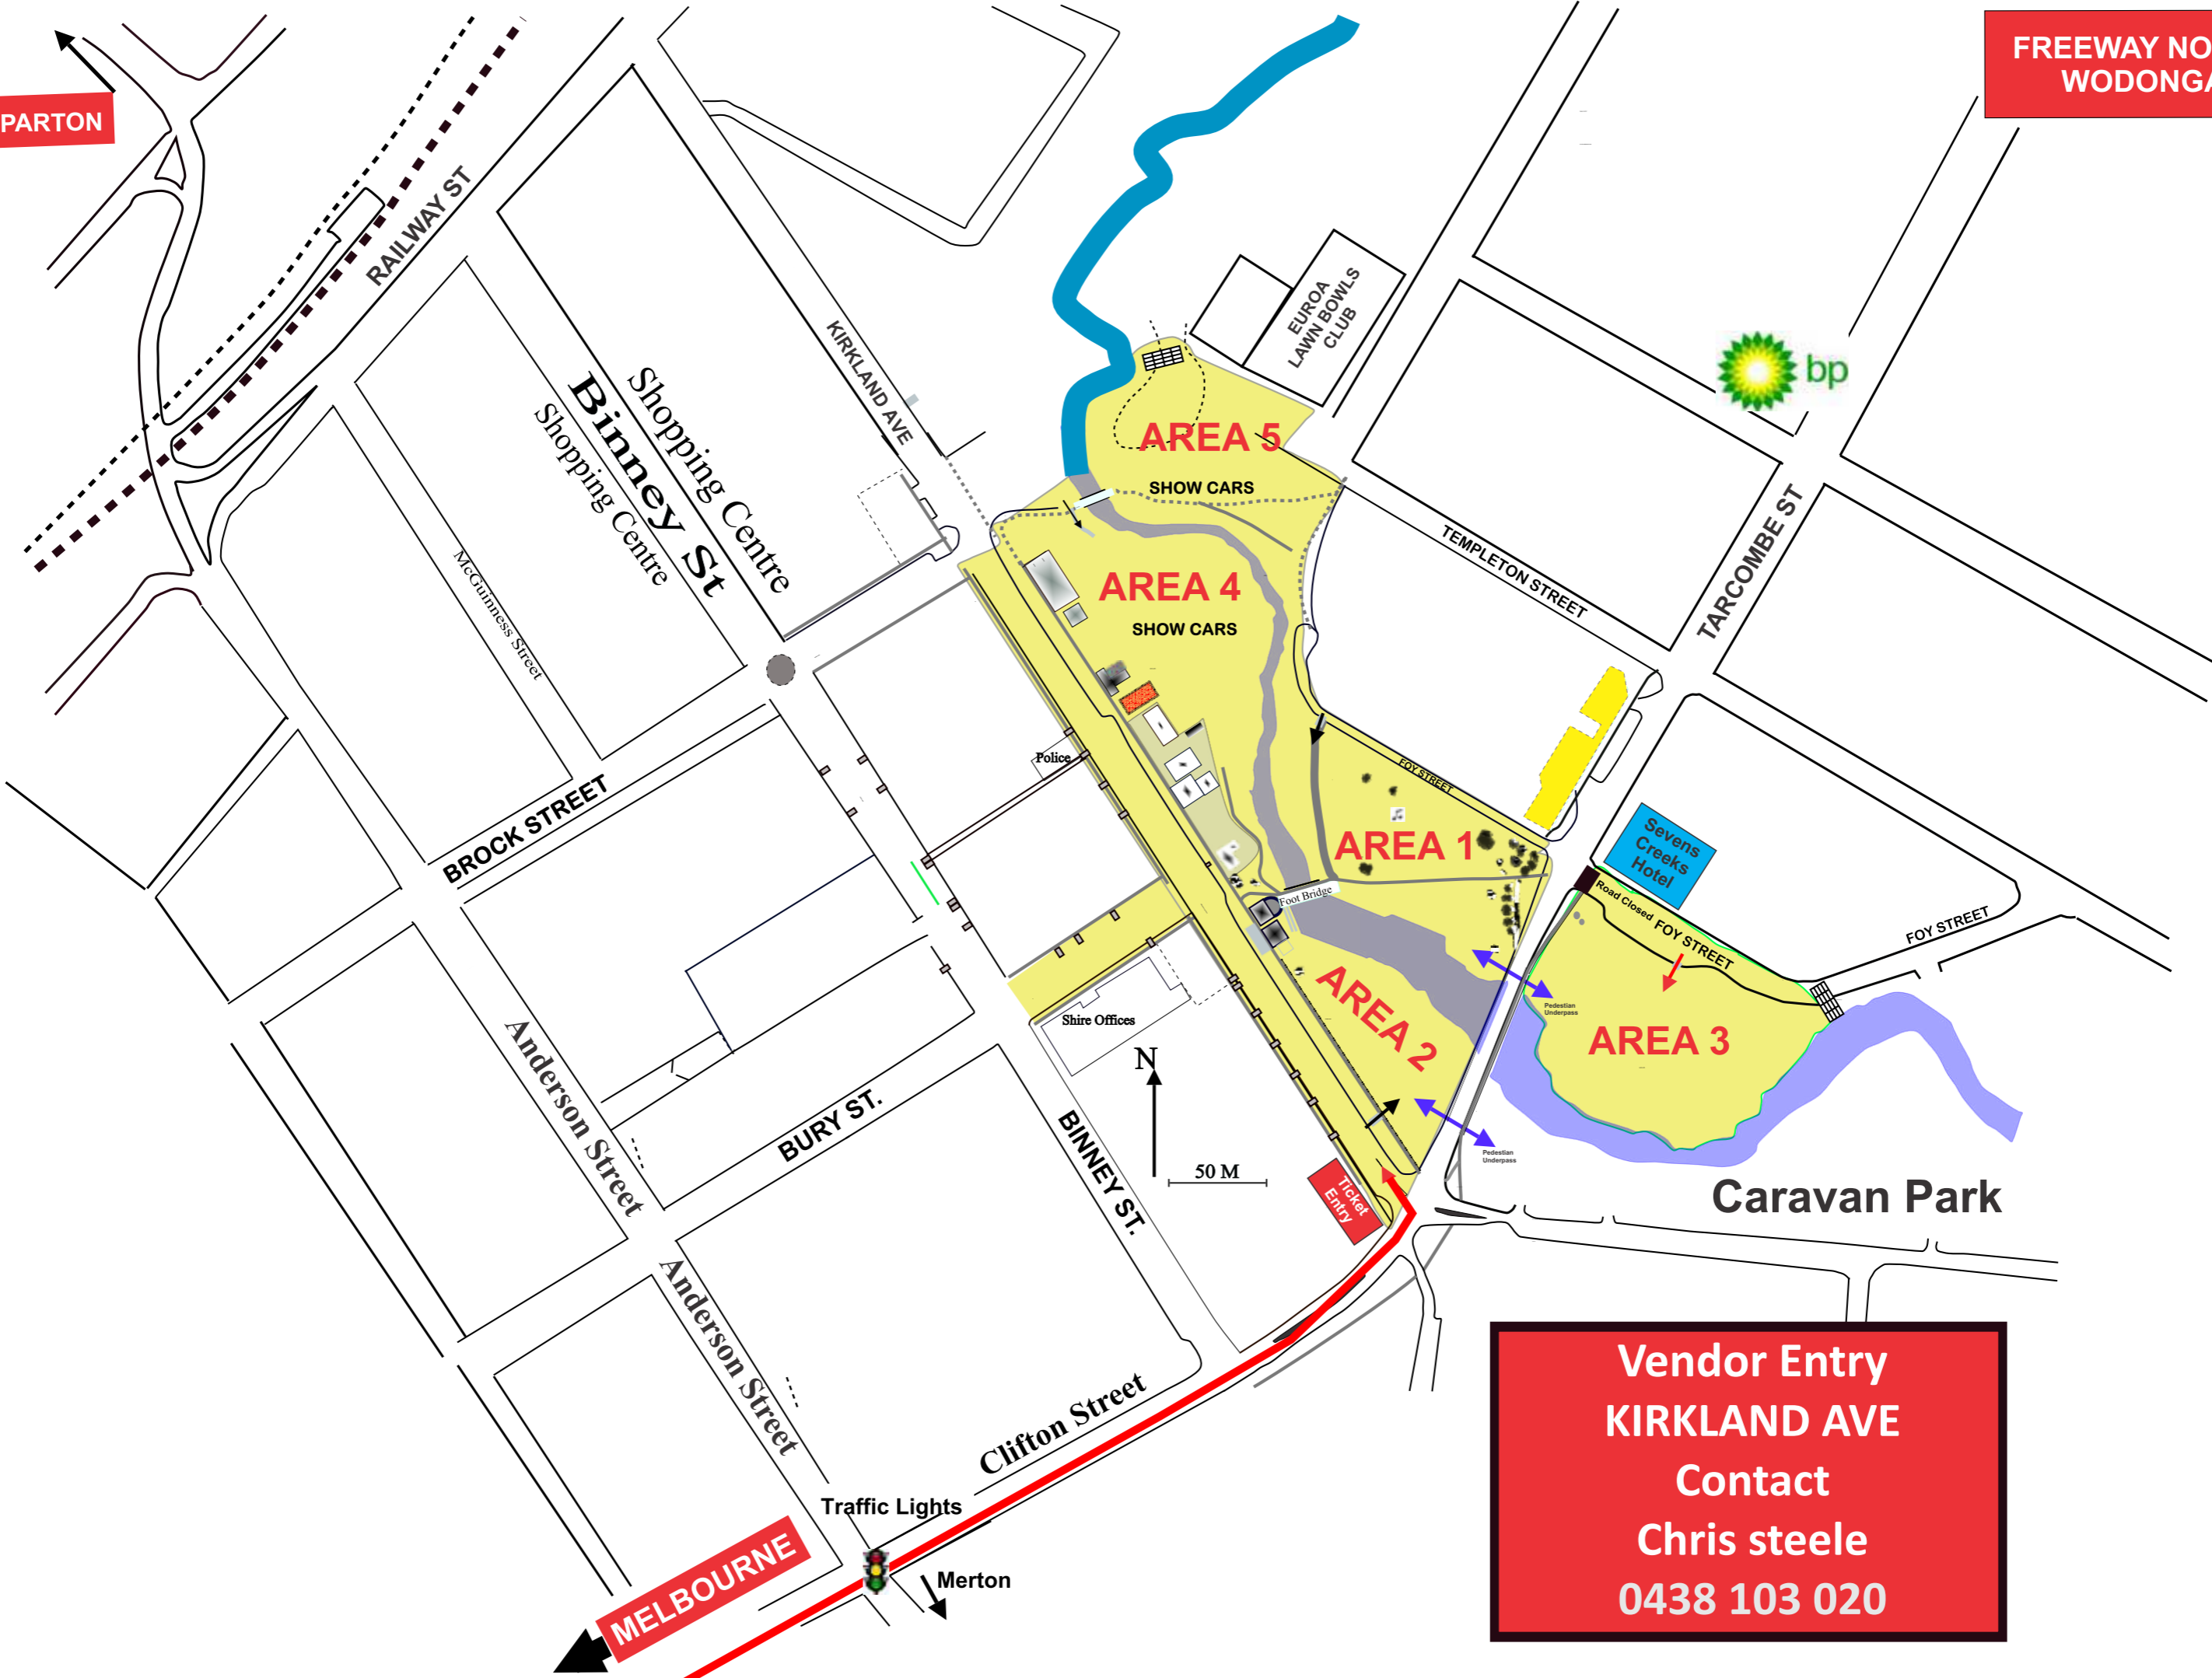 FREEWAY NO
WODONGA
PARTON
RAILWAY ST
KIRKLAND AVE
EUROA
LAWN BOWLS
CLUB
bp
Shopping Centre
Binney St
Shopping Centre
McGuinness Street
AREA 5
SHOW CARS
TEMPLETON STREET
TARCOMBE ST
AREA 4
SHOW CARS
Police
FOY STREET
BROCK STREET
AREA 1
Sevens
Creeks
Hotel
Foot Bridge
Road Closed
FOY STREET
FOY STREET
AREA 2
Pedestian
Underpass
AREA 3
Shire Offices
N
50 M
Anderson Street
BURY ST.
BINNEY ST.
Pedestian
Underpass
Ticket
Entry
Caravan Park
Anderson Street
Clifton Street
Traffic Lights
MELBOURNE
Merton
Vendor Entry
KIRKLAND AVE
Contact
Chris steele
0438 103 020